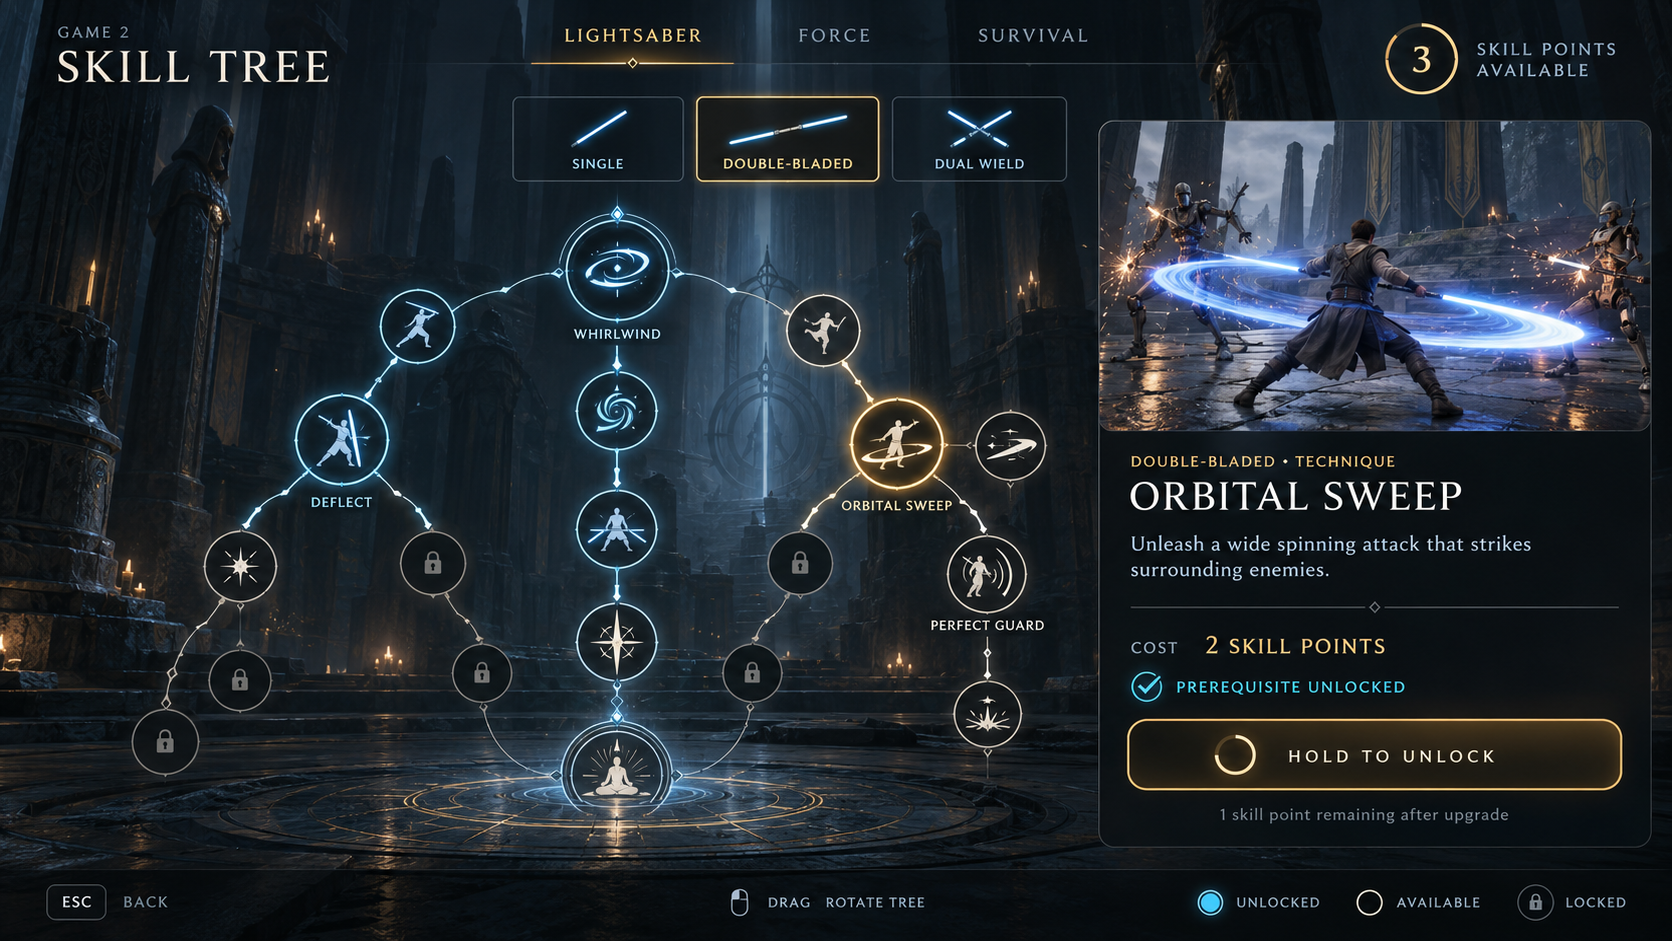 GAME 2
SKILL TREE
LIGHTSABER
FORCE
SURVIVAL
3
SKILL POINTS
AVAILABLE
SINGLE
DOUBLE-BLADED
DUAL WIELD
WHIRLWIND
DEFLECT
ORBITAL SWEEP
PERFECT GUARD
DOUBLE-BLADED • TECHNIQUE
ORBITAL SWEEP
Unleash a wide spinning attack that strikes
surrounding enemies.
COST 2 SKILL POINTS
PREREQUISITE UNLOCKED
HOLD TO UNLOCK
1 skill point remaining after upgrade
ESC BACK
DRAG ROTATE TREE
UNLOCKED
AVAILABLE
LOCKED